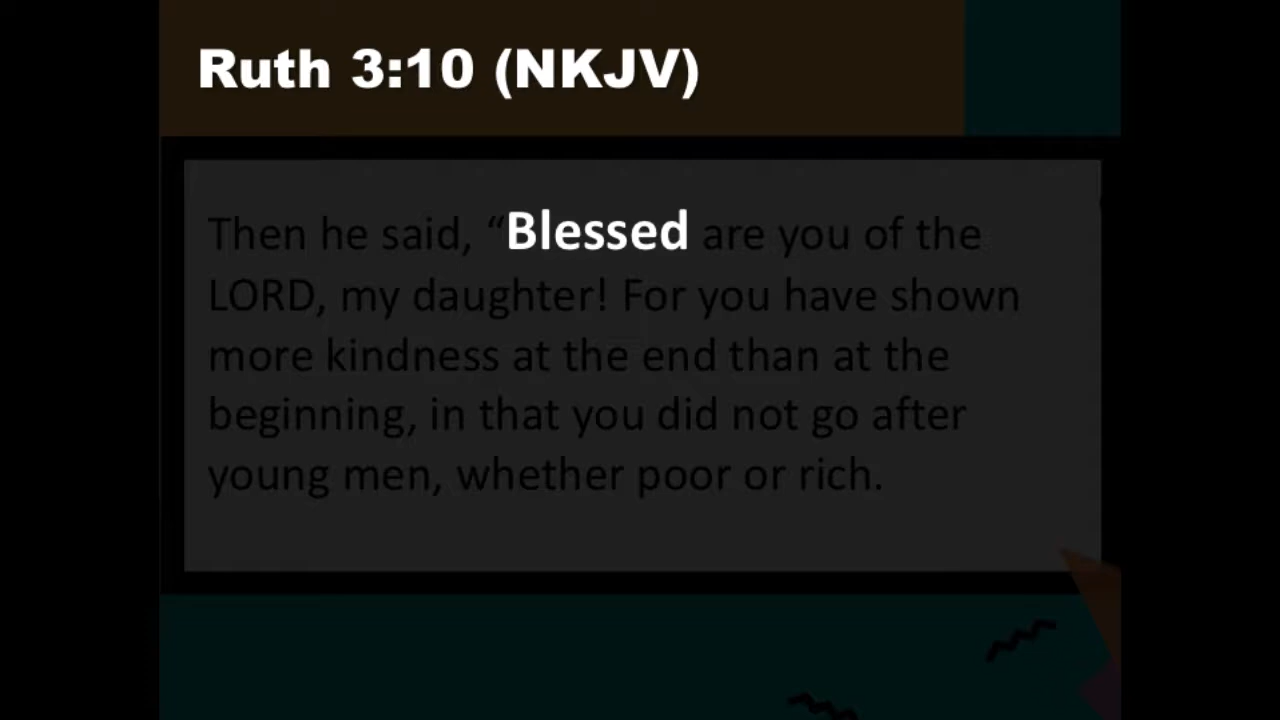 Ruth 3:10 (NKJV)
Then he said, “Blessed are you of the
LORD, my daughter! For you have shown
more kindness at the end than at the
beginning, in that you did not go after
young men, whether poor or rich.